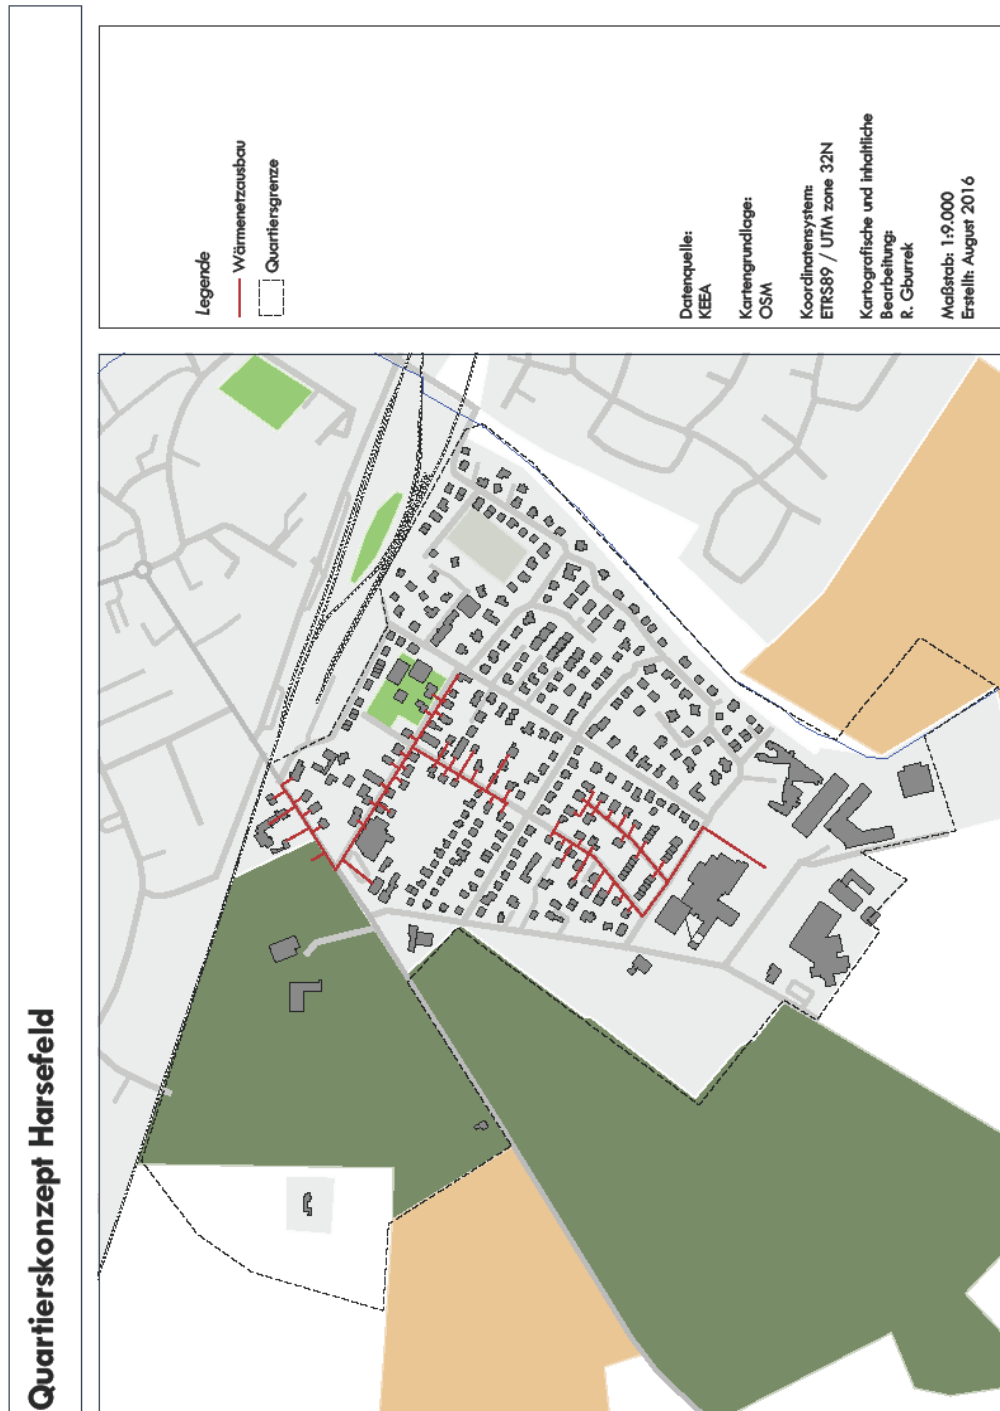 Quartierskonzept Harsefeld
Legende
Wärmenetzausbau
Quartiersgrenze
Datenquelle:
KEEA
Kartengrundlage:
OSM
Koordinatensystem:
ETRS89 / UTM zone 32N
Kartografische und inhaltliche
Bearbeitung:
R. Gburrek
Maßstab: 1:9.000
Erstellt: August 2016